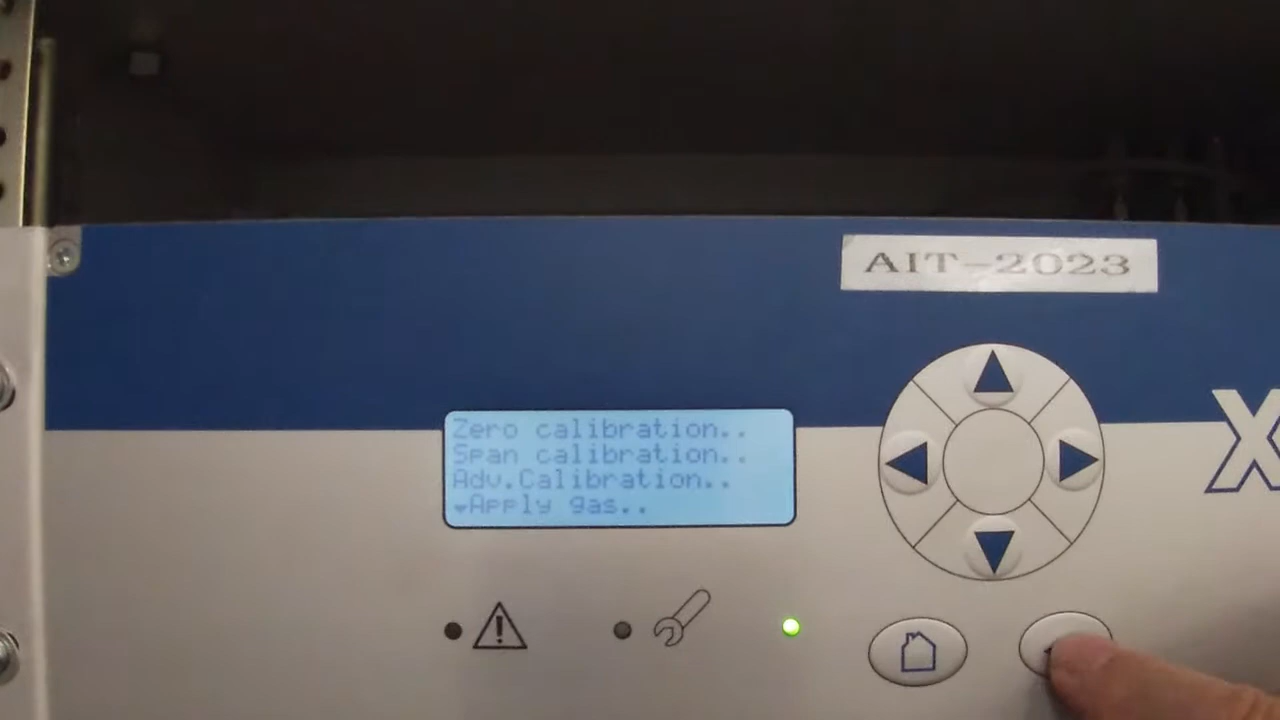 AIT-2023
Zero calibration..
Span calibration..
Adv.Calibration..
Apply gas..
X